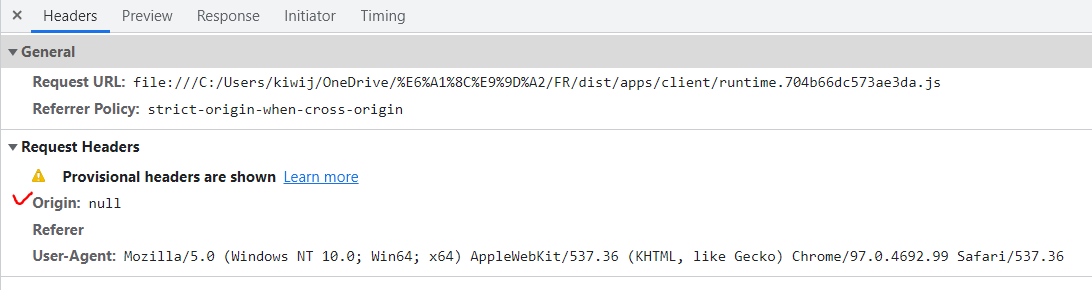 × Headers Preview Response Initiator Timing
▼ General
Request URL: file:///C:/Users/kiwij/OneDrive/%E6%A1%8C%E9%9D%A2/FR/dist/apps/client/runtime.704b66dc573ae3da.js
Referrer Policy: strict-origin-when-cross-origin
▼ Request Headers
Provisional headers are shown Learn more
Origin: null
Referer
User-Agent: Mozilla/5.0 (Windows NT 10.0; Win64; x64) AppleWebKit/537.36 (KHTML, like Gecko) Chrome/97.0.4692.99 Safari/537.36